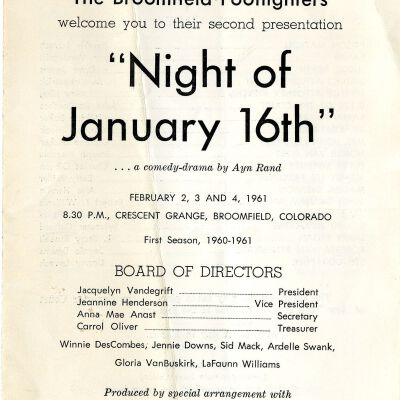 The Broomfield Footlighters
welcome you to their second presentation
“Night of
January 16th”
. . . a comedy-drama by Ayn Rand
FEBRUARY 2, 3 AND 4, 1961
8.30 P.M., CRESCENT GRANGE, BROOMFIELD, COLORADO
First Season, 1960-1961
BOARD OF DIRECTORS
Jacquelyn Vandegrift President
Jeannine Henderson Vice President
Anna Mae Anast Secretary
Carrol Oliver Treasurer
Winnie DesCombes, Jennie Downs, Sid Mack, Ardelle Swank,
Gloria VanBuskirk, LaFaunn Williams
Produced by special arrangement with